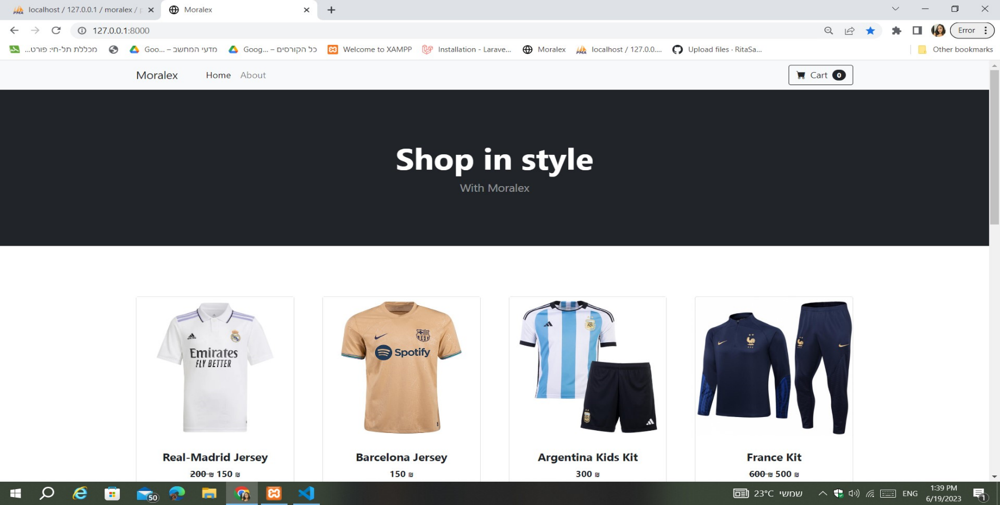 localhost / 127.0.0.1 / moralex /
Moralex
127.0.0.1:8000
Error
מכללת תל-חי: פורט...
Goo... – מדעי המחשב
Goog... – כל הקורסים
Welcome to XAMPP
Installation - Larave...
Moralex
localhost / 127.0.0....
Upload files · RitaSa...
Other bookmarks
Moralex
Home
About
Cart 0
Shop in style
With Moralex
Emirates
FLY BETTER
Spotify
Real-Madrid Jersey
Barcelona Jersey
Argentina Kids Kit
France Kit
200 ₪ 150 ₪
150 ₪
300 ₪
600 ₪ 500 ₪
50
23°C שמשי
ENG
1:39 PM
6/19/2023
1